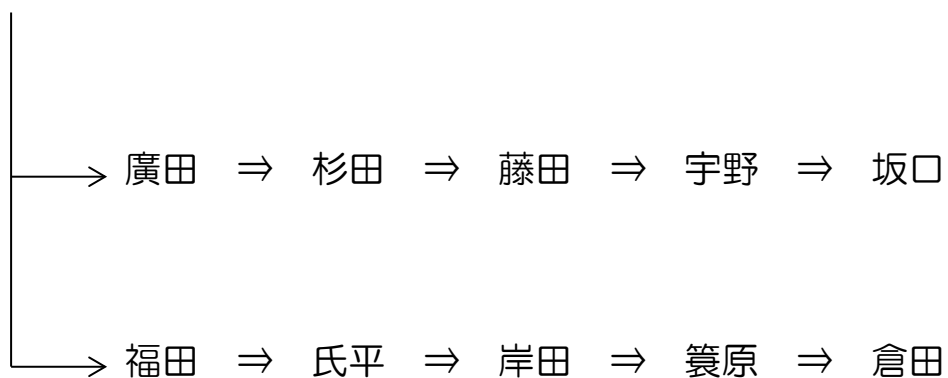 廣田 ⇒ 杉田 ⇒ 藤田 ⇒ 宇野 ⇒ 坂口
福田 ⇒ 氏平 ⇒ 岸田 ⇒ 簑原 ⇒ 倉田